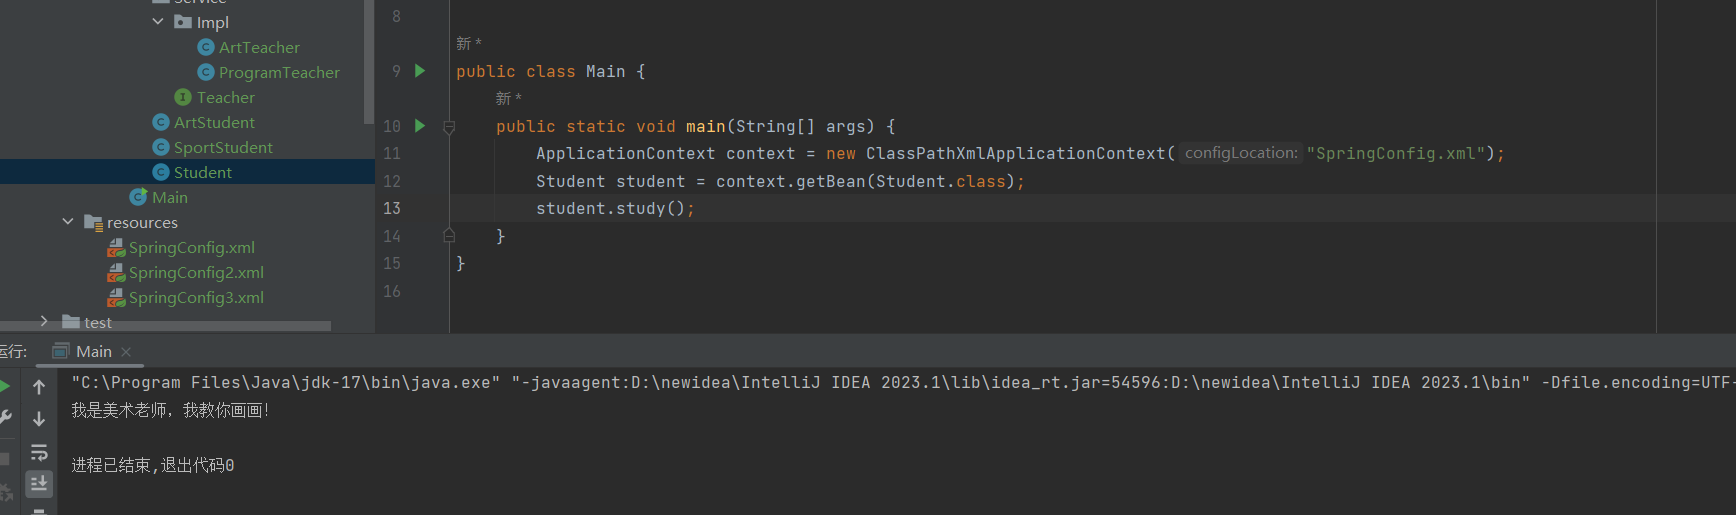 Service
Impl
ArtTeacher
ProgramTeacher
Teacher
ArtStudent
SportStudent
Student
Main
resources
SpringConfig.xml
SpringConfig2.xml
SpringConfig3.xml
test
8
新 *
9 public class Main {
新 *
10 public static void main(String[] args) {
11 ApplicationContext context = new ClassPathXmlApplicationContext( configLocation: "SpringConfig.xml");
12 Student student = context.getBean(Student.class);
13 student.study();
14 }
15 }
16
运行: Main
"C:\Program Files\Java\jdk-17\bin\java.exe" "-javaagent:D:\newidea\IntelliJ IDEA 2023.1\lib\idea_rt.jar=54596:D:\newidea\IntelliJ IDEA 2023.1\bin" -Dfile.encoding=UTF-
我是美术老师，我教你画画!
进程已结束,退出代码0